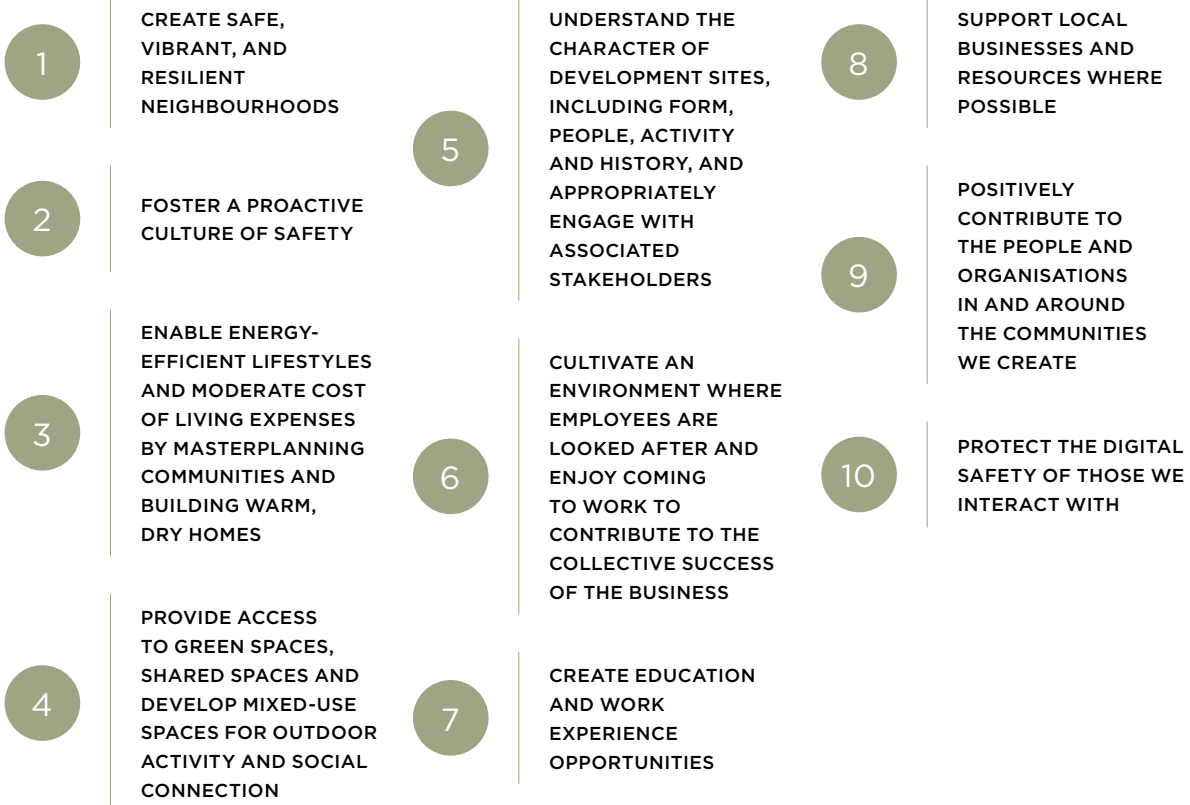 1
CREATE SAFE,
VIBRANT, AND
RESILIENT
NEIGHBOURHOODS
2
FOSTER A PROACTIVE
CULTURE OF SAFETY
3
ENABLE ENERGY-
EFFICIENT LIFESTYLES
AND MODERATE COST
OF LIVING EXPENSES
BY MASTERPLANNING
COMMUNITIES AND
BUILDING WARM,
DRY HOMES
4
PROVIDE ACCESS
TO GREEN SPACES,
SHARED SPACES AND
DEVELOP MIXED-USE
SPACES FOR OUTDOOR
ACTIVITY AND SOCIAL
CONNECTION
5
UNDERSTAND THE
CHARACTER OF
DEVELOPMENT SITES,
INCLUDING FORM,
PEOPLE, ACTIVITY
AND HISTORY, AND
APPROPRIATELY
ENGAGE WITH
ASSOCIATED
STAKEHOLDERS
6
CULTIVATE AN
ENVIRONMENT WHERE
EMPLOYEES ARE
LOOKED AFTER AND
ENJOY COMING
TO WORK TO
CONTRIBUTE TO THE
COLLECTIVE SUCCESS
OF THE BUSINESS
7
CREATE EDUCATION
AND WORK
EXPERIENCE
OPPORTUNITIES
8
SUPPORT LOCAL
BUSINESSES AND
RESOURCES WHERE
POSSIBLE
9
POSITIVELY
CONTRIBUTE TO
THE PEOPLE AND
ORGANISATIONS
IN AND AROUND
THE COMMUNITIES
WE CREATE
10
PROTECT THE DIGITAL
SAFETY OF THOSE WE
INTERACT WITH